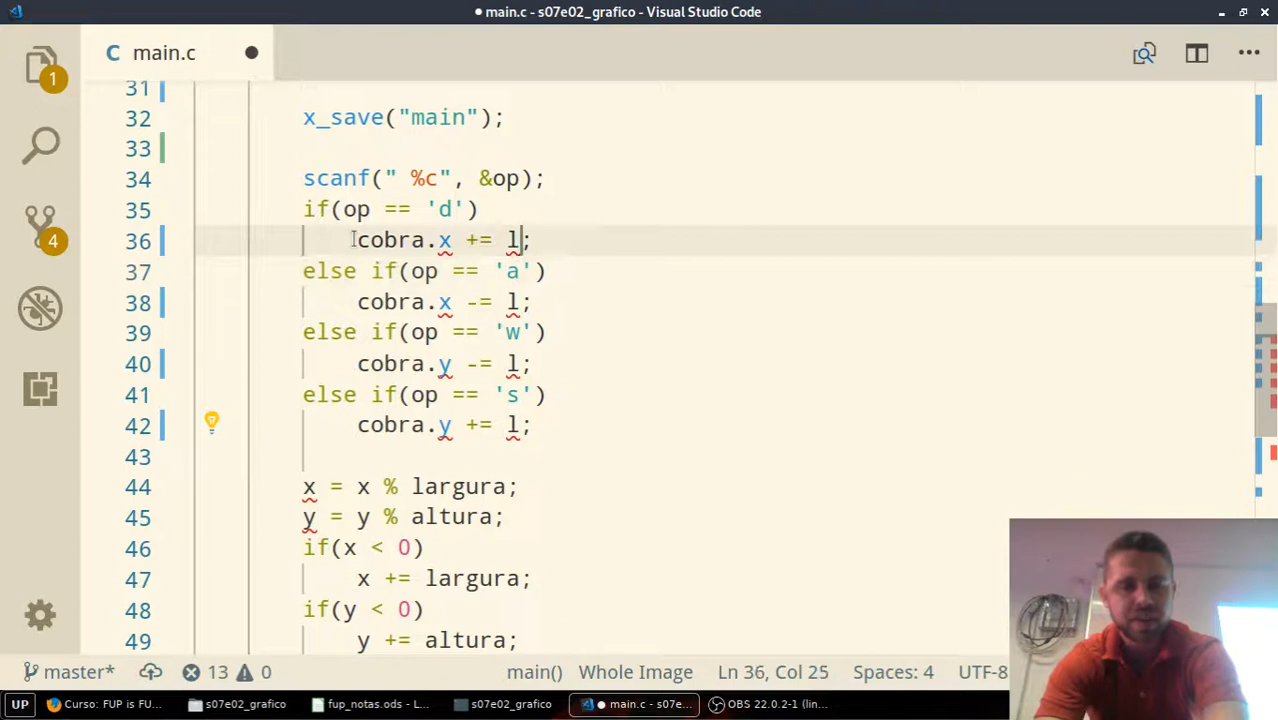 ● main.c - s07e02_grafico - Visual Studio Code
C main.c ●
1
4
31
32 x_save("main");
33
34 scanf(" %c", &op);
35 if(op == 'd')
36 cobra.x += l;
37 else if(op == 'a')
38 cobra.x -= l;
39 else if(op == 'w')
40 cobra.y -= l;
41 else if(op == 's')
42 cobra.y += l;
43
44 x = x % largura;
45 y = y % altura;
46 if(x < 0)
47 x += largura;
48 if(y < 0)
49 y += altura;
master* 13 0 main() Whole Image Ln 36, Col 25 Spaces: 4 UTF-8
UP Curso: FUP is FU... s07e02_grafico fup_notas.ods - L... s07e02_grafico ● main.c - s07e... OBS 22.0.2-1 (lin...